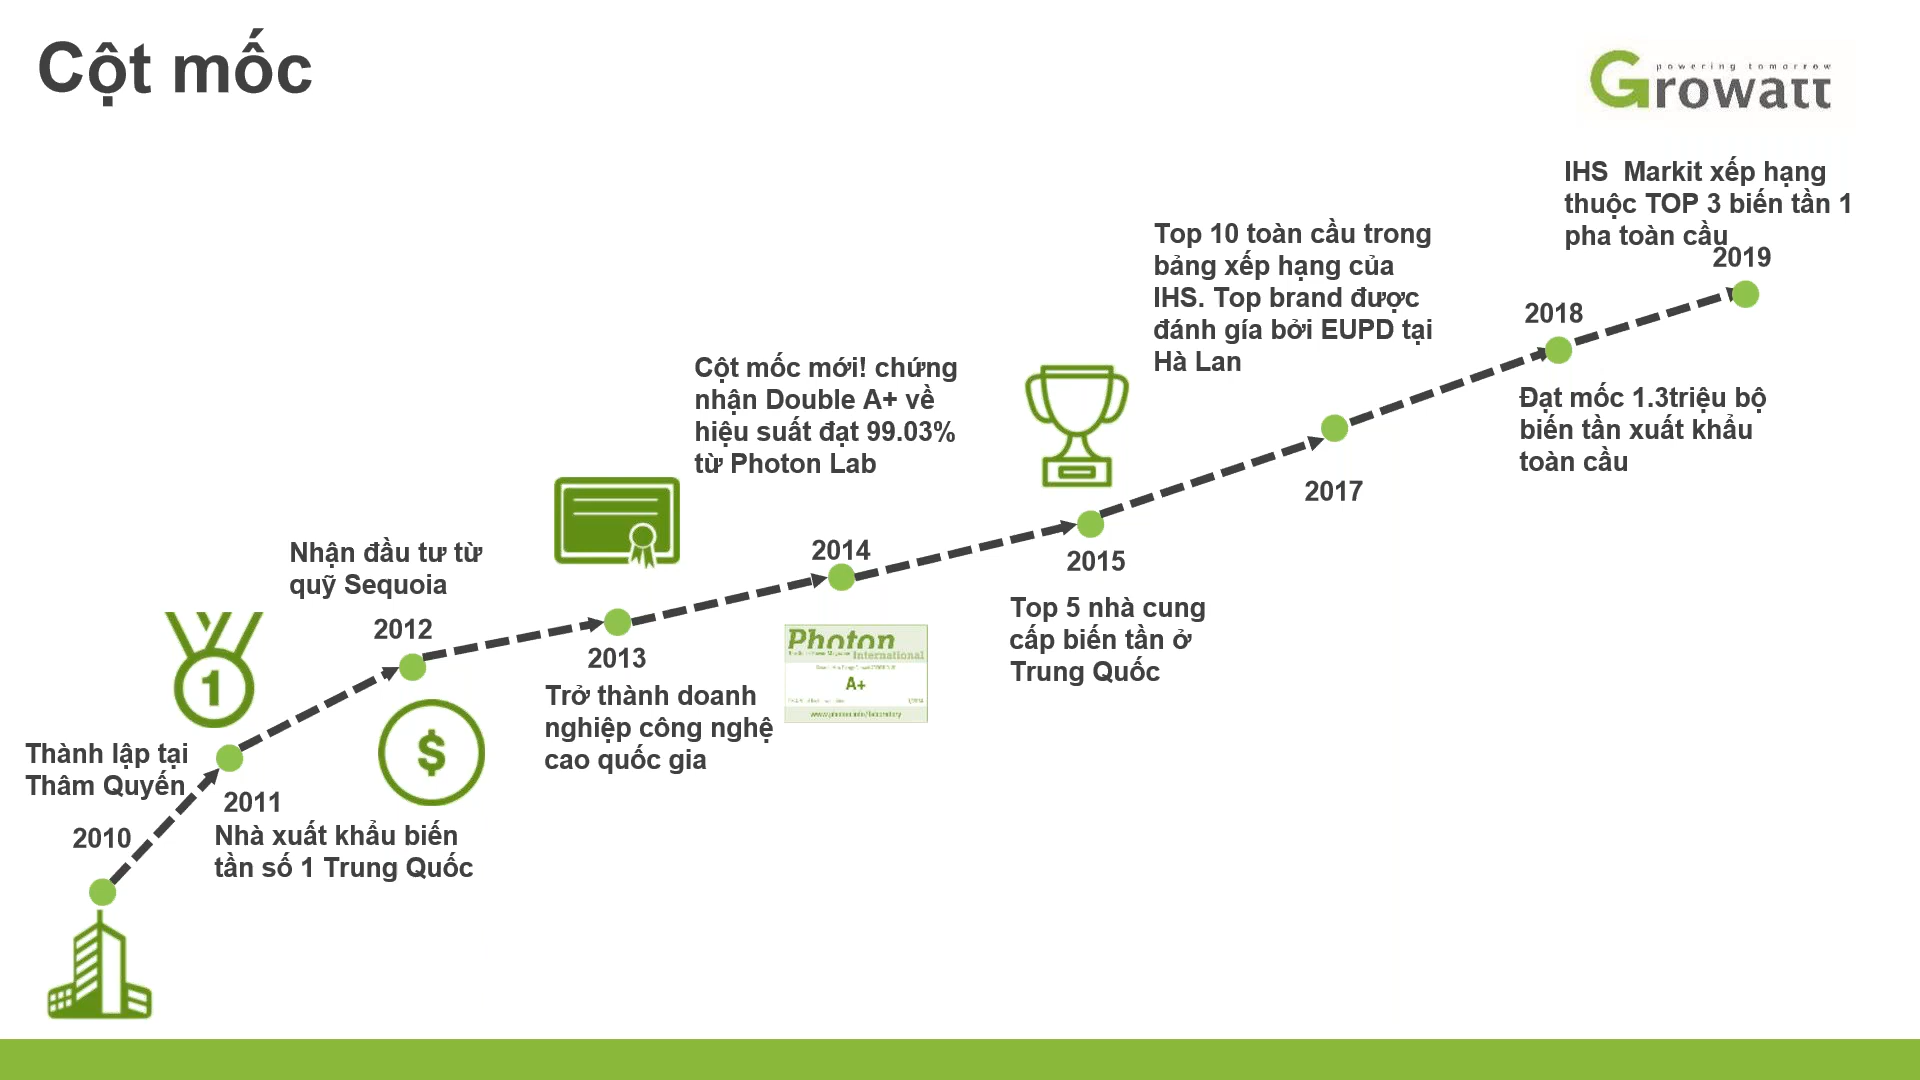 Cột mốc
powering tomorrow
Growatt
IHS  Markit xếp hạng
thuộc TOP 3 biến tần 1
pha toàn cầu
2019
Top 10 toàn cầu trong
bảng xếp hạng của
IHS. Top brand được
đánh gía bởi EUPD tại
Hà Lan
2018
Đạt mốc 1.3triệu bộ
biến tần xuất khẩu
toàn cầu
2017
Cột mốc mới! chứng
nhận Double A+ về
hiệu suất đạt 99.03%
từ Photon Lab
2014
Photon
International
A+
www.photon.info/laboratory
2015
Top 5 nhà cung
cấp biến tần ở
Trung Quốc
Nhận đầu tư từ
quỹ Sequoia
2012
$
2013
Trở thành doanh
nghiệp công nghệ
cao quốc gia
1
Thành lập tại
Thâm Quyến
2010
2011
Nhà xuất khẩu biến
tần số 1 Trung Quốc